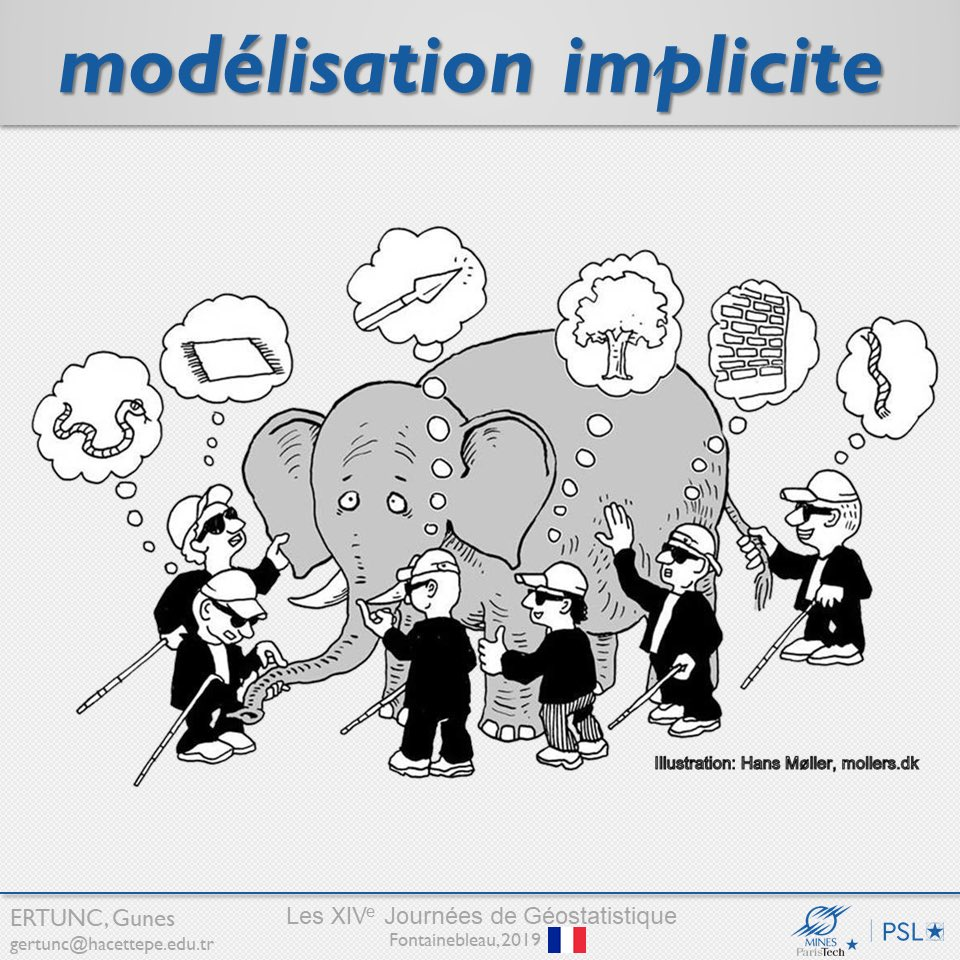 modélisation implicite
Illustration: Hans Møller, mollers.dk
ERTUNC, Gunes
gertunc@hacettepe.edu.tr
Les XIVe Journées de Géostatistique
Fontainebleau,2019
MINES
ParisTech
PSL